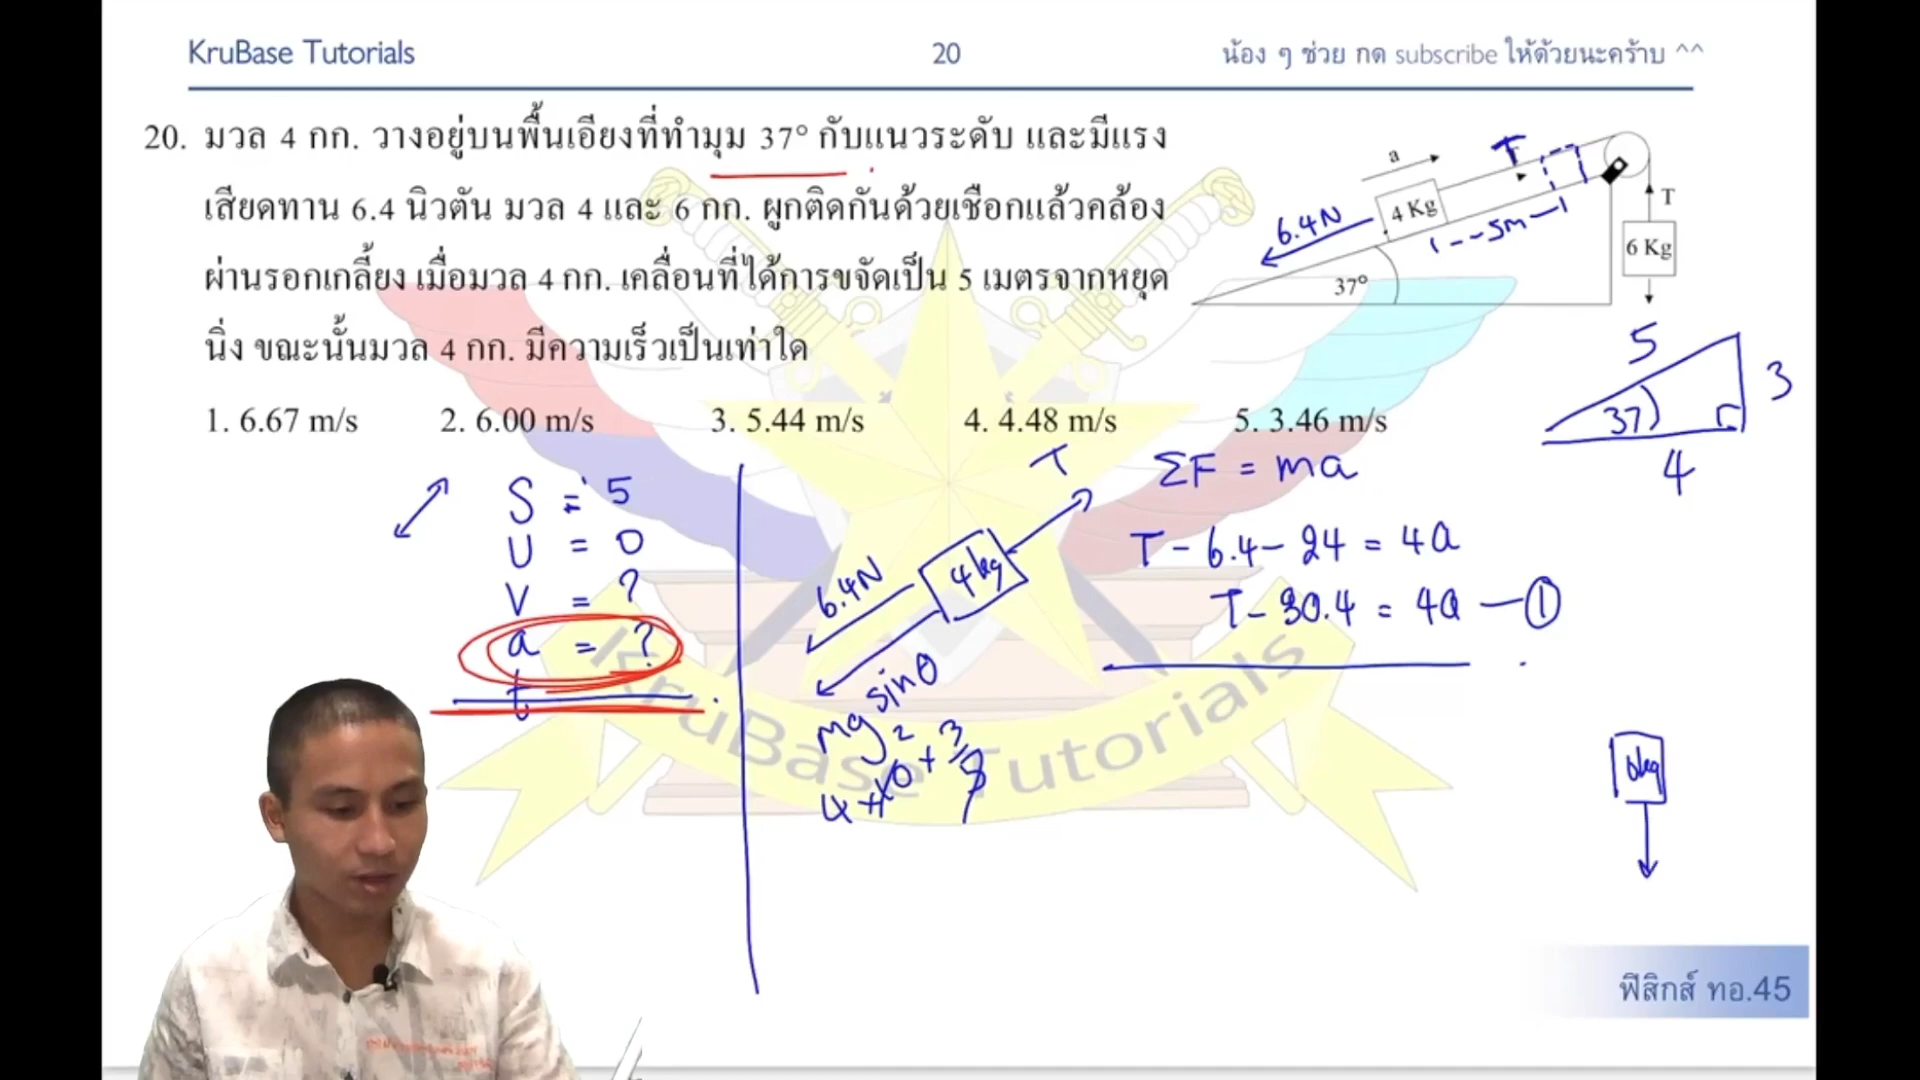 KruBase Tutorials 20 น้อง ๆ ช่วย กด subscribe ให้ด้วยนะคร้าบ ^^
20. มวล 4 กก. วางอยู่บนพื้นเอียงที่ทำมุม 37° กับแนวระดับ และมีแรง
เสียดทาน 6.4 นิวตัน มวล 4 และ 6 กก. ผูกติดกันด้วยเชือกแล้วคล้อง
ผ่านรอกเกลี้ยง เมื่อมวล 4 กก. เคลื่อนที่ได้การขจัดเป็น 5 เมตรจากหยุด
นิ่ง ขณะนั้นมวล 4 กก. มีความเร็วเป็นเท่าใด
1. 6.67 m/s 2. 6.00 m/s 3. 5.44 m/s 4. 4.48 m/s 5. 3.46 m/s
a
T
T
4 Kg
6.4N
5m
6 Kg
37°
5
3
37
4
S = 5
U = 0
V = ?
a = ?
t
T
4kg
6.4N
mg sinθ
2 3
4×10 + 5
ΣF = ma
T - 6.4 - 24 = 4a
T - 30.4 = 4a — ①
6kg
KruBase Tutorials
ฟิสิกส์ ทอ.45